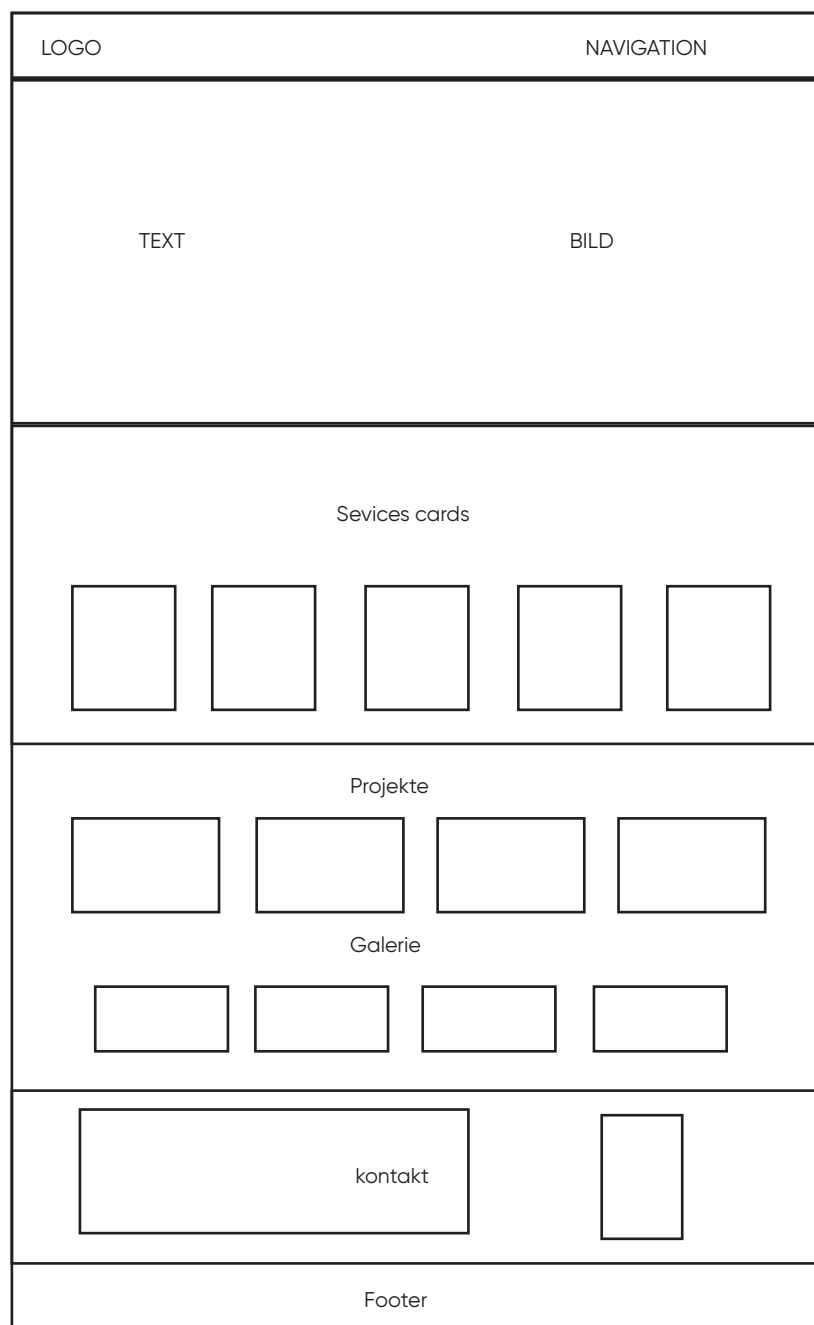 LOGO
NAVIGATION
TEXT
BILD
Sevices cards
Projekte
Galerie
kontakt
Footer